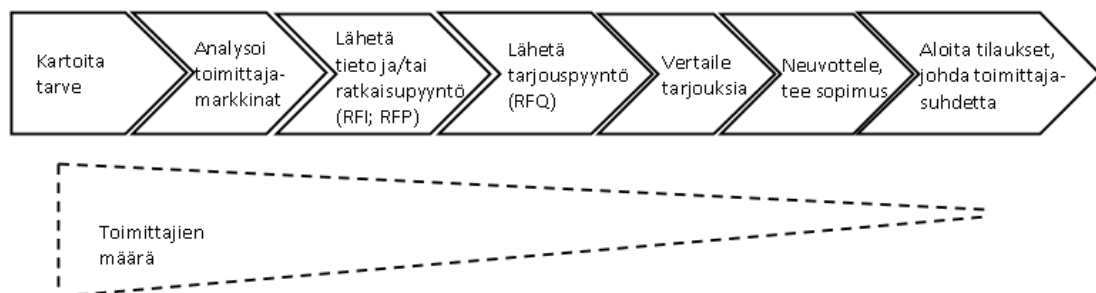 Kartoita
tarve
Analysoi
toimittaja-
markkinat
Lähetä
tieto ja/tai
ratkaisupyyntö
(RFI; RFP)
Lähetä
tarjouspyyntö
(RFQ)
Vertaile
tarjouksia
Neuvottele,
tee sopimus
Aloita tilaukset,
johda toimittaja-
suhdetta
Toimittajien
määrä